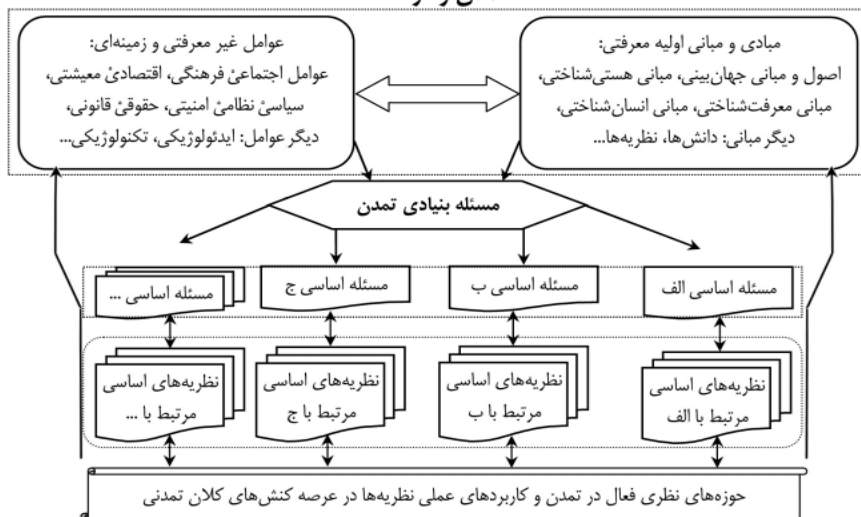 مبادی و مبانی اولیه معرفتی:
اصول و مبانی جهان‌بینی، مبانی هستی‌شناختی،
مبانی معرفت‌شناختی، مبانی انسان‌شناختی،
دیگر مبانی: دانش‌ها، نظریه‌ها...
عوامل غیر معرفتی و زمینه‌ای:
عوامل اجتماعیْ فرهنگی، اقتصادیْ معیشتی،
سیاسیْ نظامیْ امنیتی، حقوقیْ قانونی،
دیگر عوامل: ایدئولوژیکی، تکنولوژیکی...
مسئله بنیادی تمدن
مسئله اساسی الف
مسئله اساسی ب
مسئله اساسی ج
مسئله اساسی ...
نظریه‌های اساسی
مرتبط با الف
نظریه‌های اساسی
مرتبط با ب
نظریه‌های اساسی
مرتبط با ج
نظریه‌های اساسی
مرتبط با ...
حوزه‌های نظری فعال در تمدن و کاربردهای عملی نظریه‌ها در عرصه کنش‌های کلان تمدنی